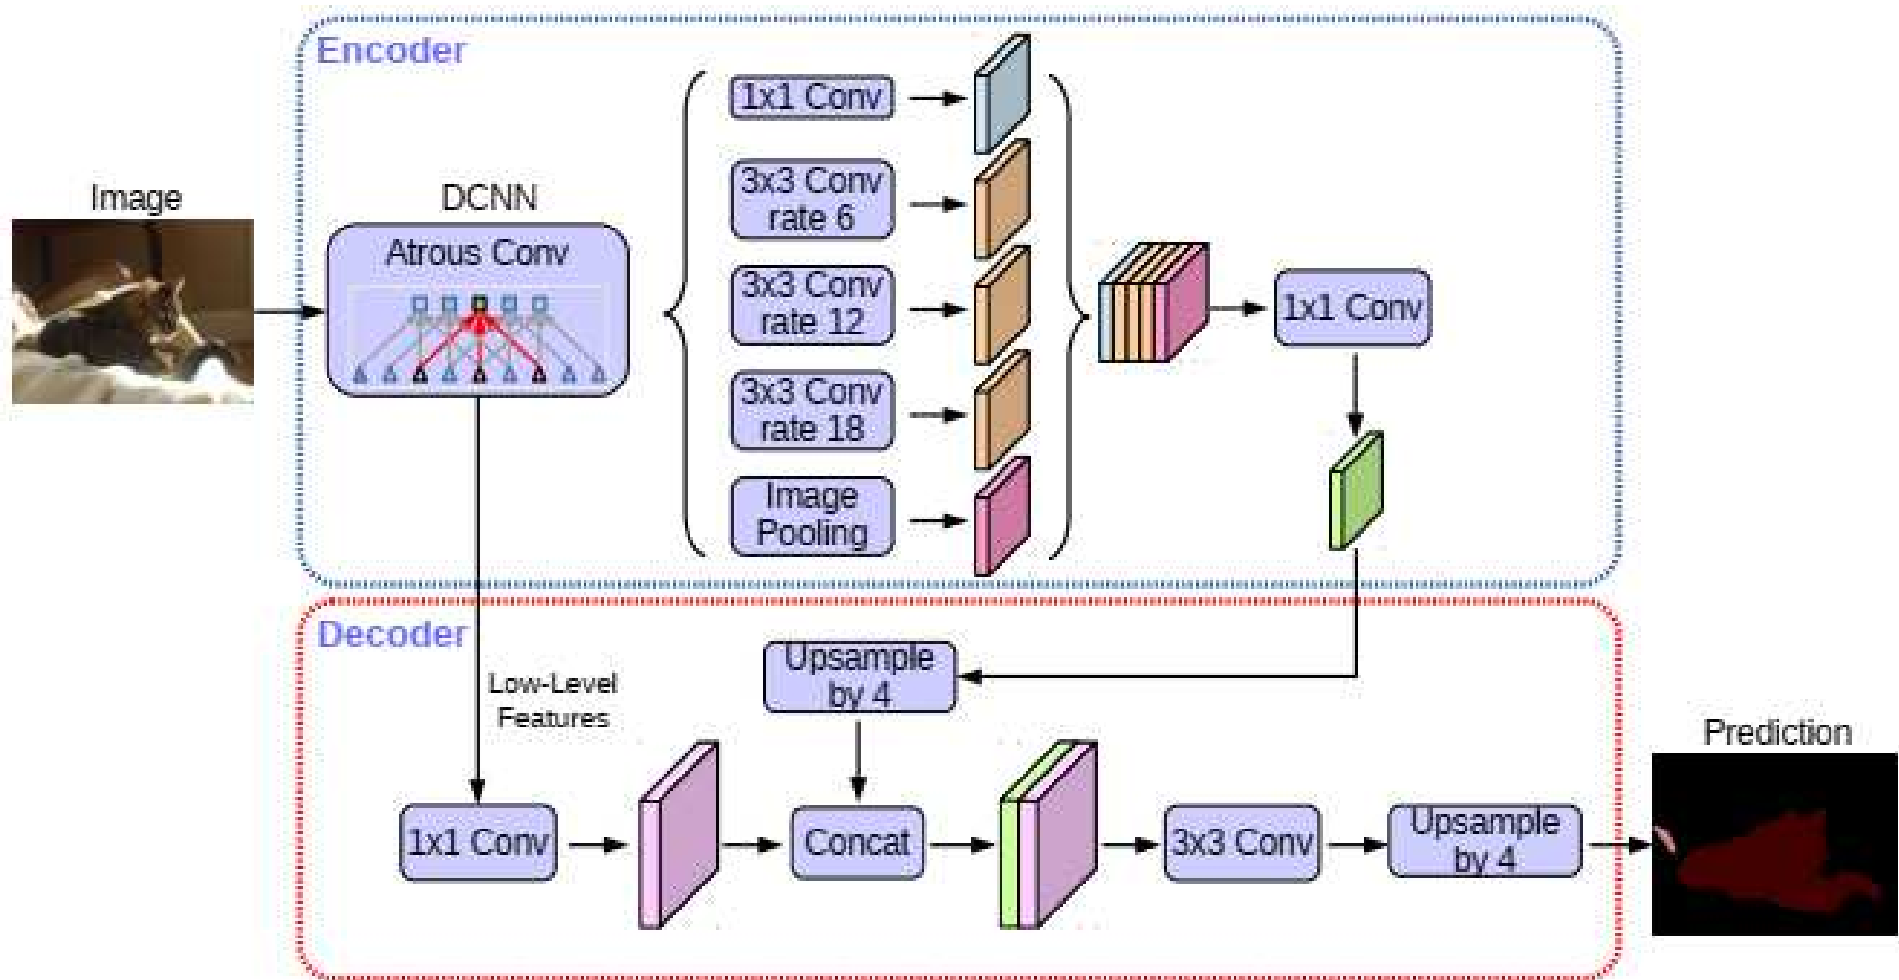 Encoder
Image
DCNN
Atrous Conv
1x1 Conv
3x3 Conv
rate 6
3x3 Conv
rate 12
3x3 Conv
rate 18
Image
Pooling
1x1 Conv
Decoder
Low-Level
Features
Upsample
by 4
1x1 Conv
Concat
3x3 Conv
Upsample
by 4
Prediction